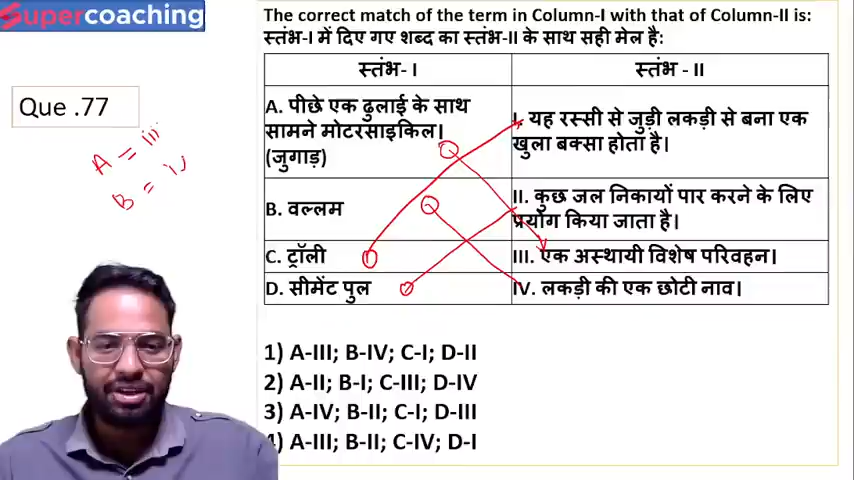 Supercoaching
Que .77
A = iii
B = iv
The correct match of the term in Column-I with that of Column-II is:
स्तंभ-I में दिए गए शब्द का स्तंभ-II के साथ सही मेल है:
स्तंभ- I
स्तंभ - II
A. पीछे एक ढुलाई के साथ
सामने मोटरसाइकिल।
(जुगाड़)
I. यह रस्सी से जुड़ी लकड़ी से बना एक
खुला बक्सा होता है।
B. वल्लम
II. कुछ जल निकायों पार करने के लिए
प्रयोग किया जाता है।
C. ट्रॉली
III. एक अस्थायी विशेष परिवहन।
D. सीमेंट पुल
IV. लकड़ी की एक छोटी नाव।
1) A-III; B-IV; C-I; D-II
2) A-II; B-I; C-III; D-IV
3) A-IV; B-II; C-I; D-III
4) A-III; B-II; C-IV; D-I